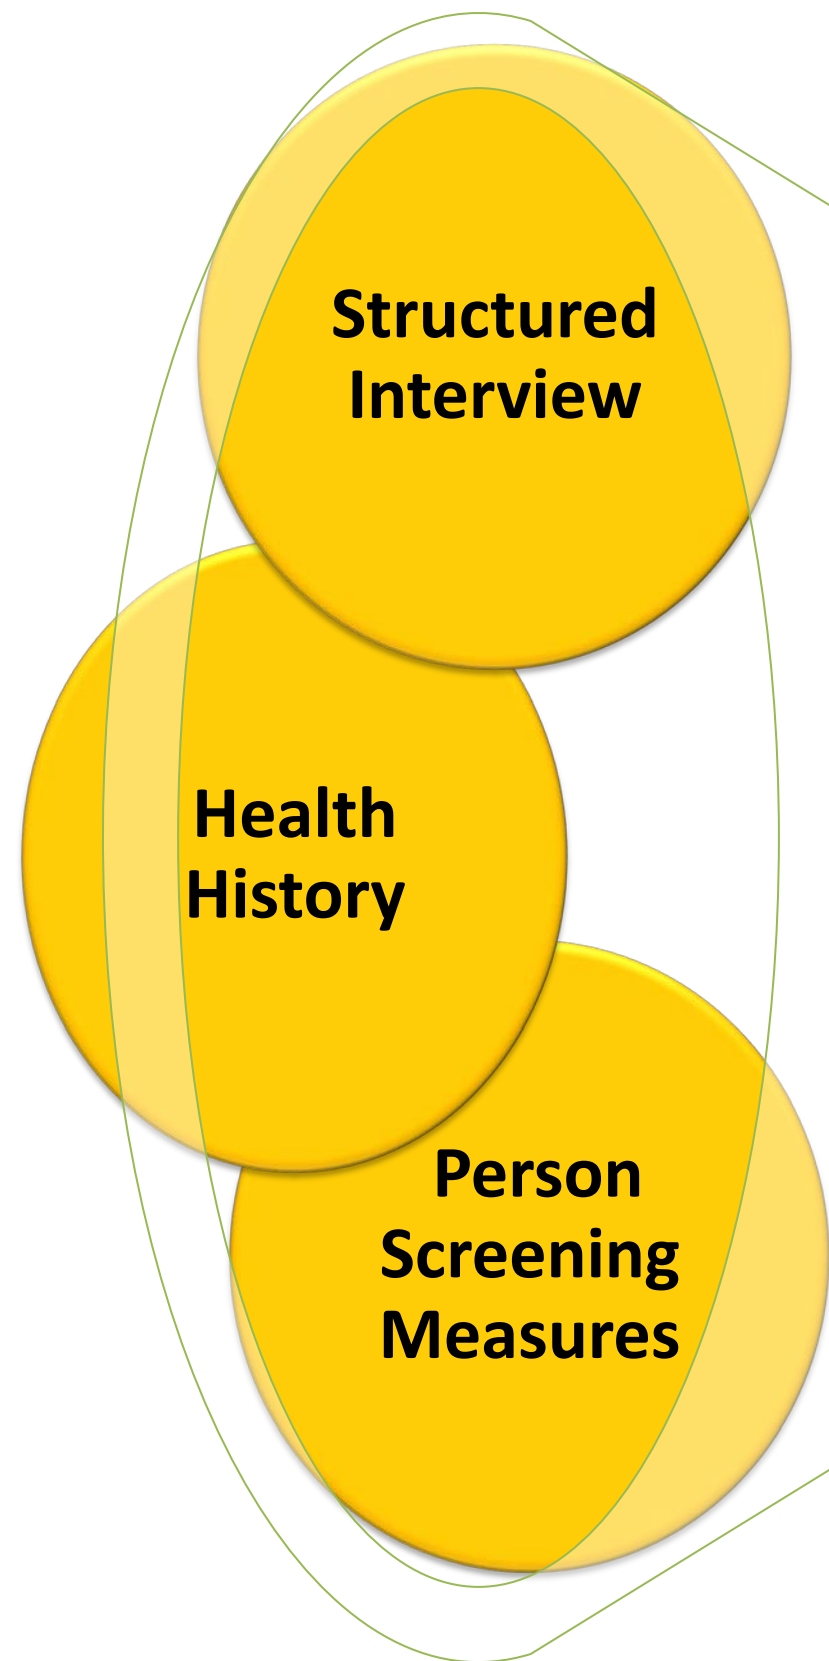 Structured
Interview
Health
History
Person
Screening
Measures